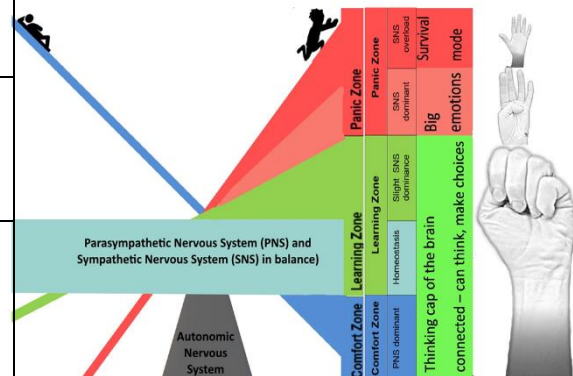 Parasympathetic Nervous System (PNS) and
Sympathetic Nervous System (SNS) in balance)
Autonomic
Nervous
System
Panic Zone
Learning Zone
Comfort Zone
Panic Zone
Learning Zone
Comfort Zone
SNS
overload
SNS
dominant
Slight SNS
dominance
Homeostasis
PNS dominant
Survival
mode
Big
emotions
Thinking cap of the brain
connected – can think, make choices